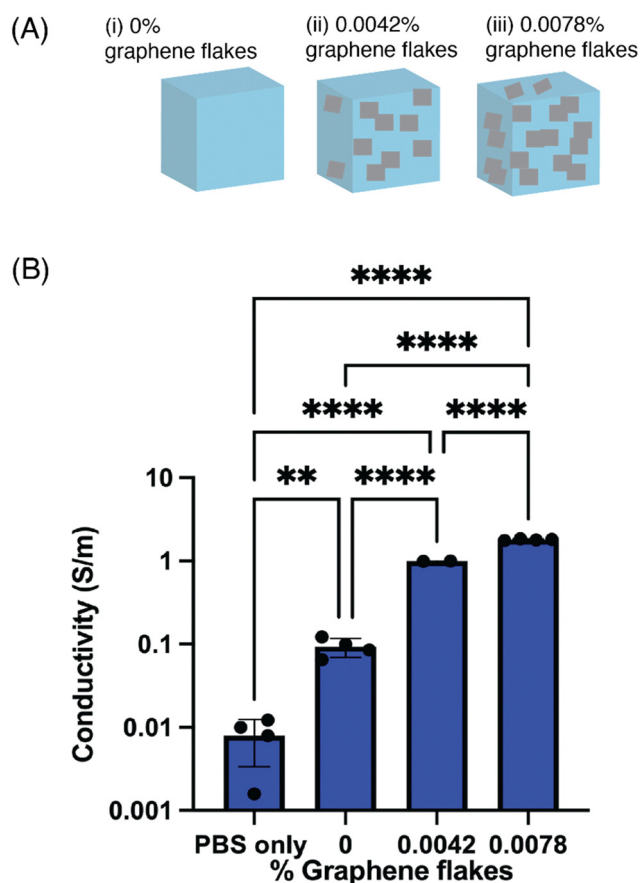 (A)
(i) 0%
graphene flakes
(ii) 0.0042%
graphene flakes
(iii) 0.0078%
graphene flakes
(B)
****
****
****
****
**
****
10
1
0.1
0.01
0.001
Conductivity (S/m)
PBS only
0
0.0042
0.0078
% Graphene flakes